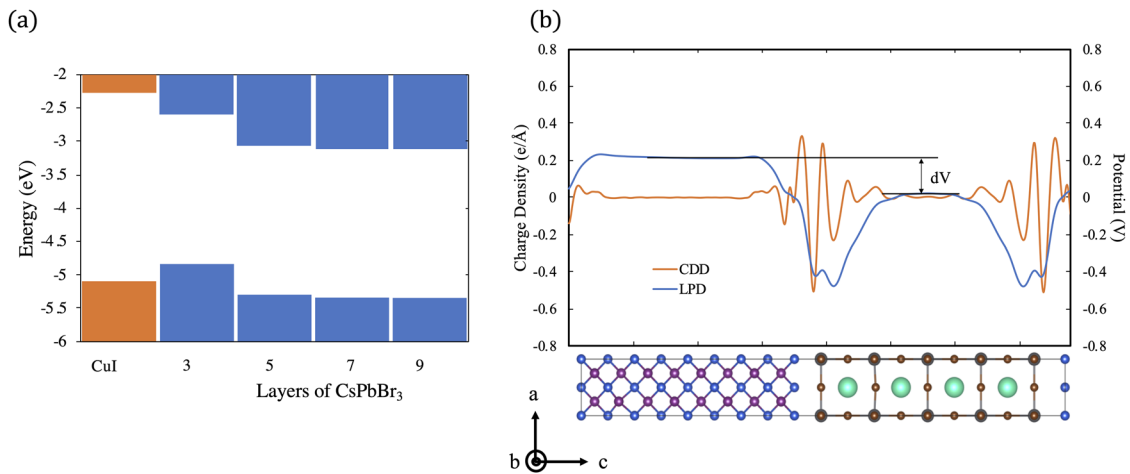 (a)
-2
-2.5
-3
-3.5
-4
-4.5
-5
-5.5
-6
Energy (eV)
CuI 3 5 7 9
Layers of CsPbBr₃
(b)
0.8 0.8
0.6 0.6
0.4 0.4
0.2 0.2
0 0
-0.2 -0.2
-0.4 -0.4
-0.6 -0.6
-0.8 -0.8
Charge Density (e/Å)
Potential (V)
dV
CDD
LPD
a
b c